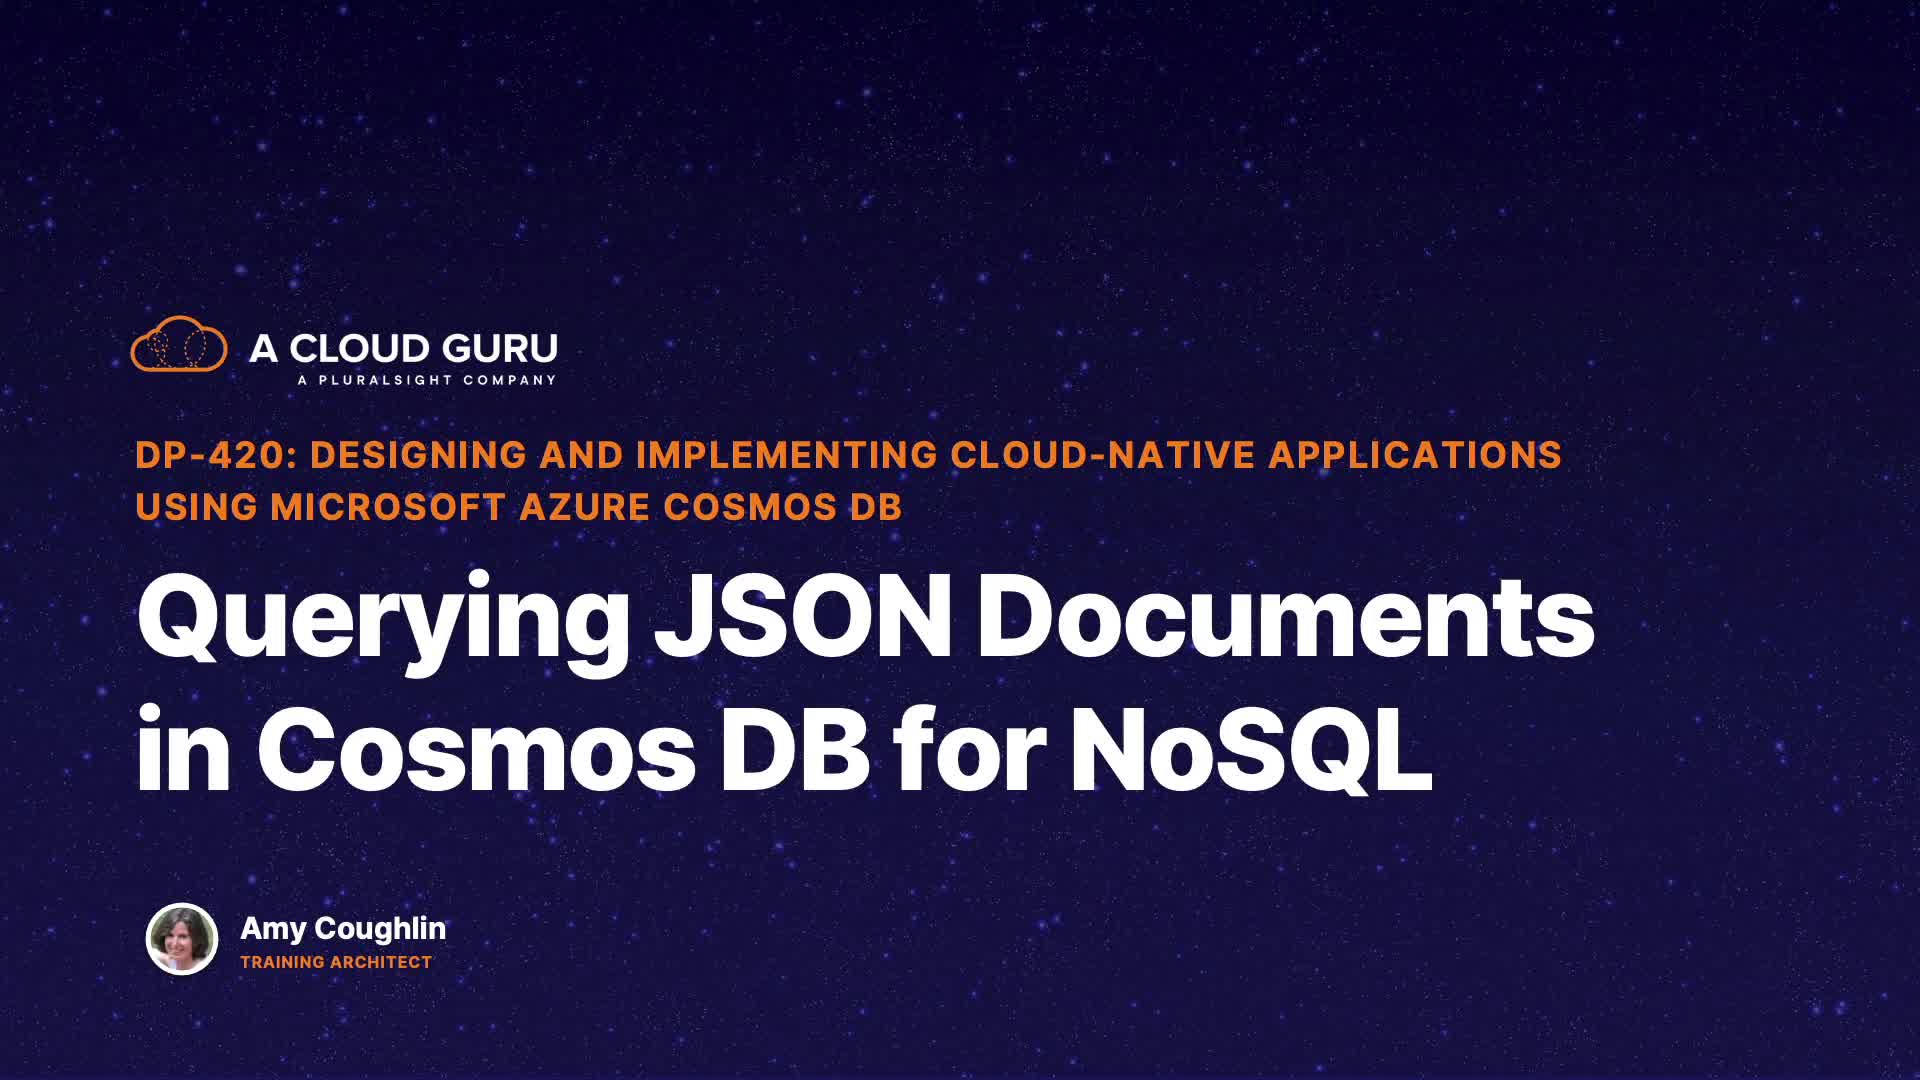 A CLOUD GURU
A PLURALSIGHT COMPANY
DP-420: DESIGNING AND IMPLEMENTING CLOUD-NATIVE APPLICATIONS
USING MICROSOFT AZURE COSMOS DB
Querying JSON Documents
in Cosmos DB for NoSQL
Amy Coughlin
TRAINING ARCHITECT